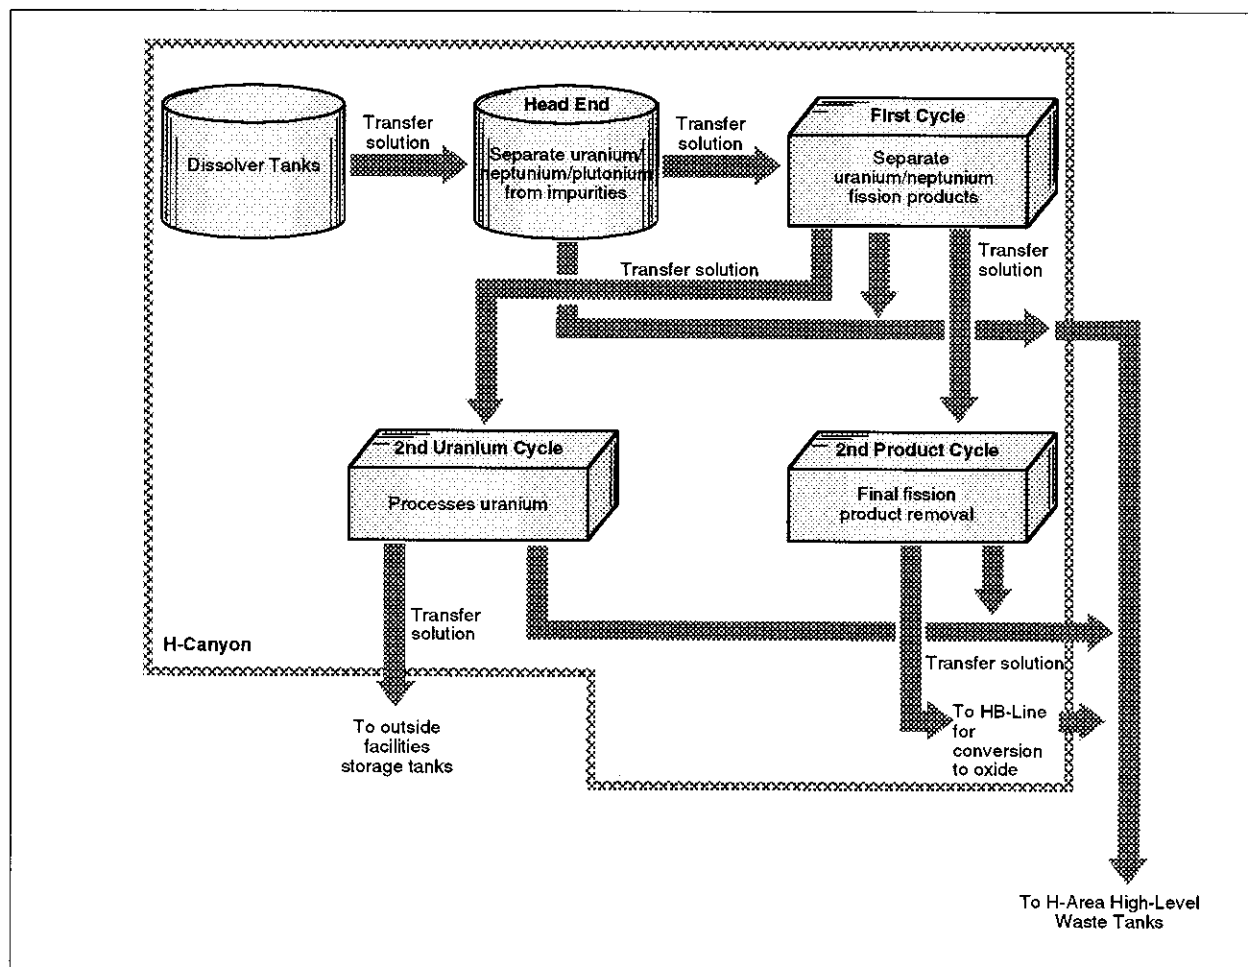 Dissolver Tanks
Transfer
solution
Head End
Separate uranium/
neptunium/plutonium
from impurities
Transfer
solution
First Cycle
Separate
uranium/neptunium
fission products
Transfer solution
Transfer
solution
2nd Uranium Cycle
Processes uranium
2nd Product Cycle
Final fission
product removal
Transfer
solution
H-Canyon
Transfer solution
To outside
facilities
storage tanks
To HB-Line
for
conversion
to oxide
To H-Area High-Level
Waste Tanks